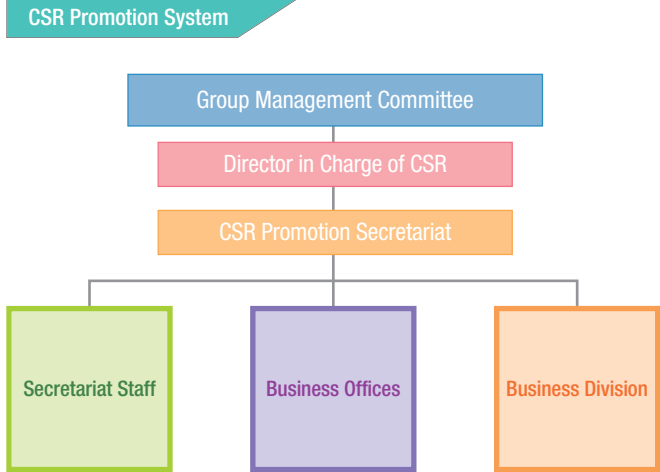 CSR Promotion System
Group Management Committee
Director in Charge of CSR
CSR Promotion Secretariat
Secretariat Staff
Business Offices
Business Division